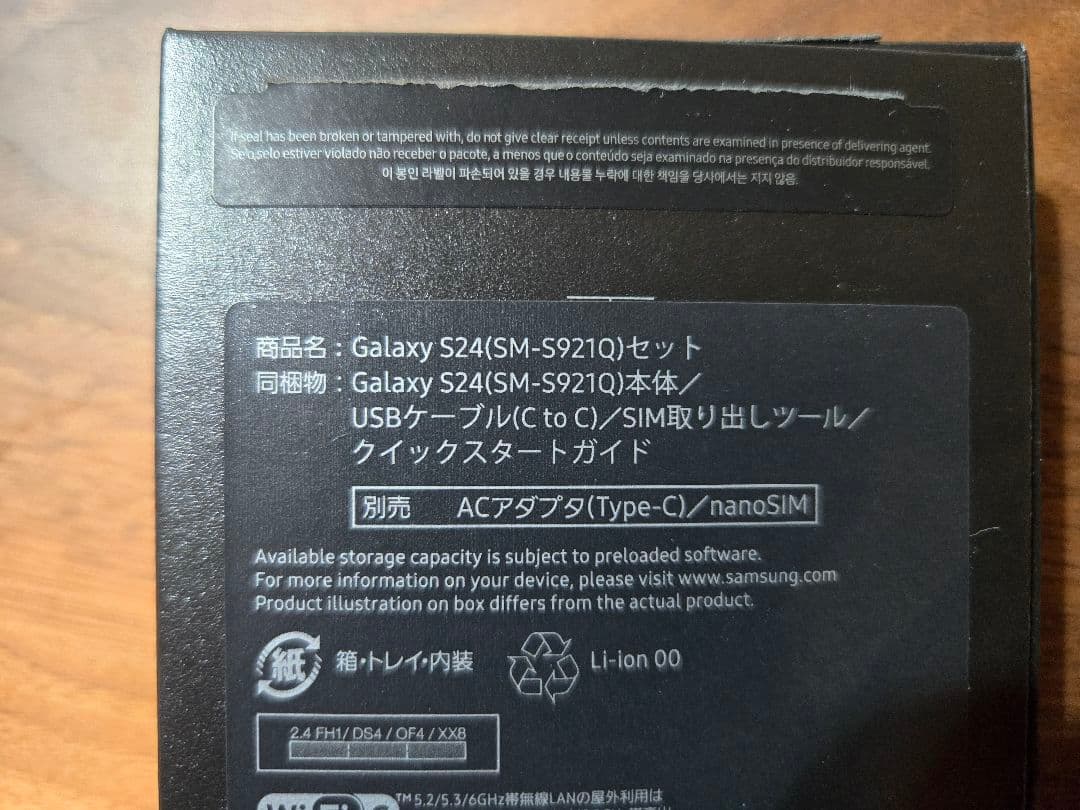 If seal has been broken or tampered with, do not give clear receipt unless contents are examined in presence of delivering agent.
Se o selo estiver violado não receber o pacote, a menos que o conteúdo seja examinado na presença do distribuidor responsável.
이 봉인 라벨이 파손되어 있을 경우 내용물 누락에 대한 책임을 당사에서는 지지 않음.
商品名：Galaxy S24(SM-S921Q)セット
同梱物：Galaxy S24(SM-S921Q)本体／
USBケーブル(C to C)／SIM取り出しツール／
クイックスタートガイド
別売 ACアダプタ(Type-C)／nanoSIM
Available storage capacity is subject to preloaded software.
For more information on your device, please visit www.samsung.com
Product illustration on box differs from the actual product.
紙 箱・トレイ・内装 Li-ion 00
2.4 FH1/ DS4 / OF4 / XX8
™ 5.2/5.3/6GHz帯無線LANの屋外利用は